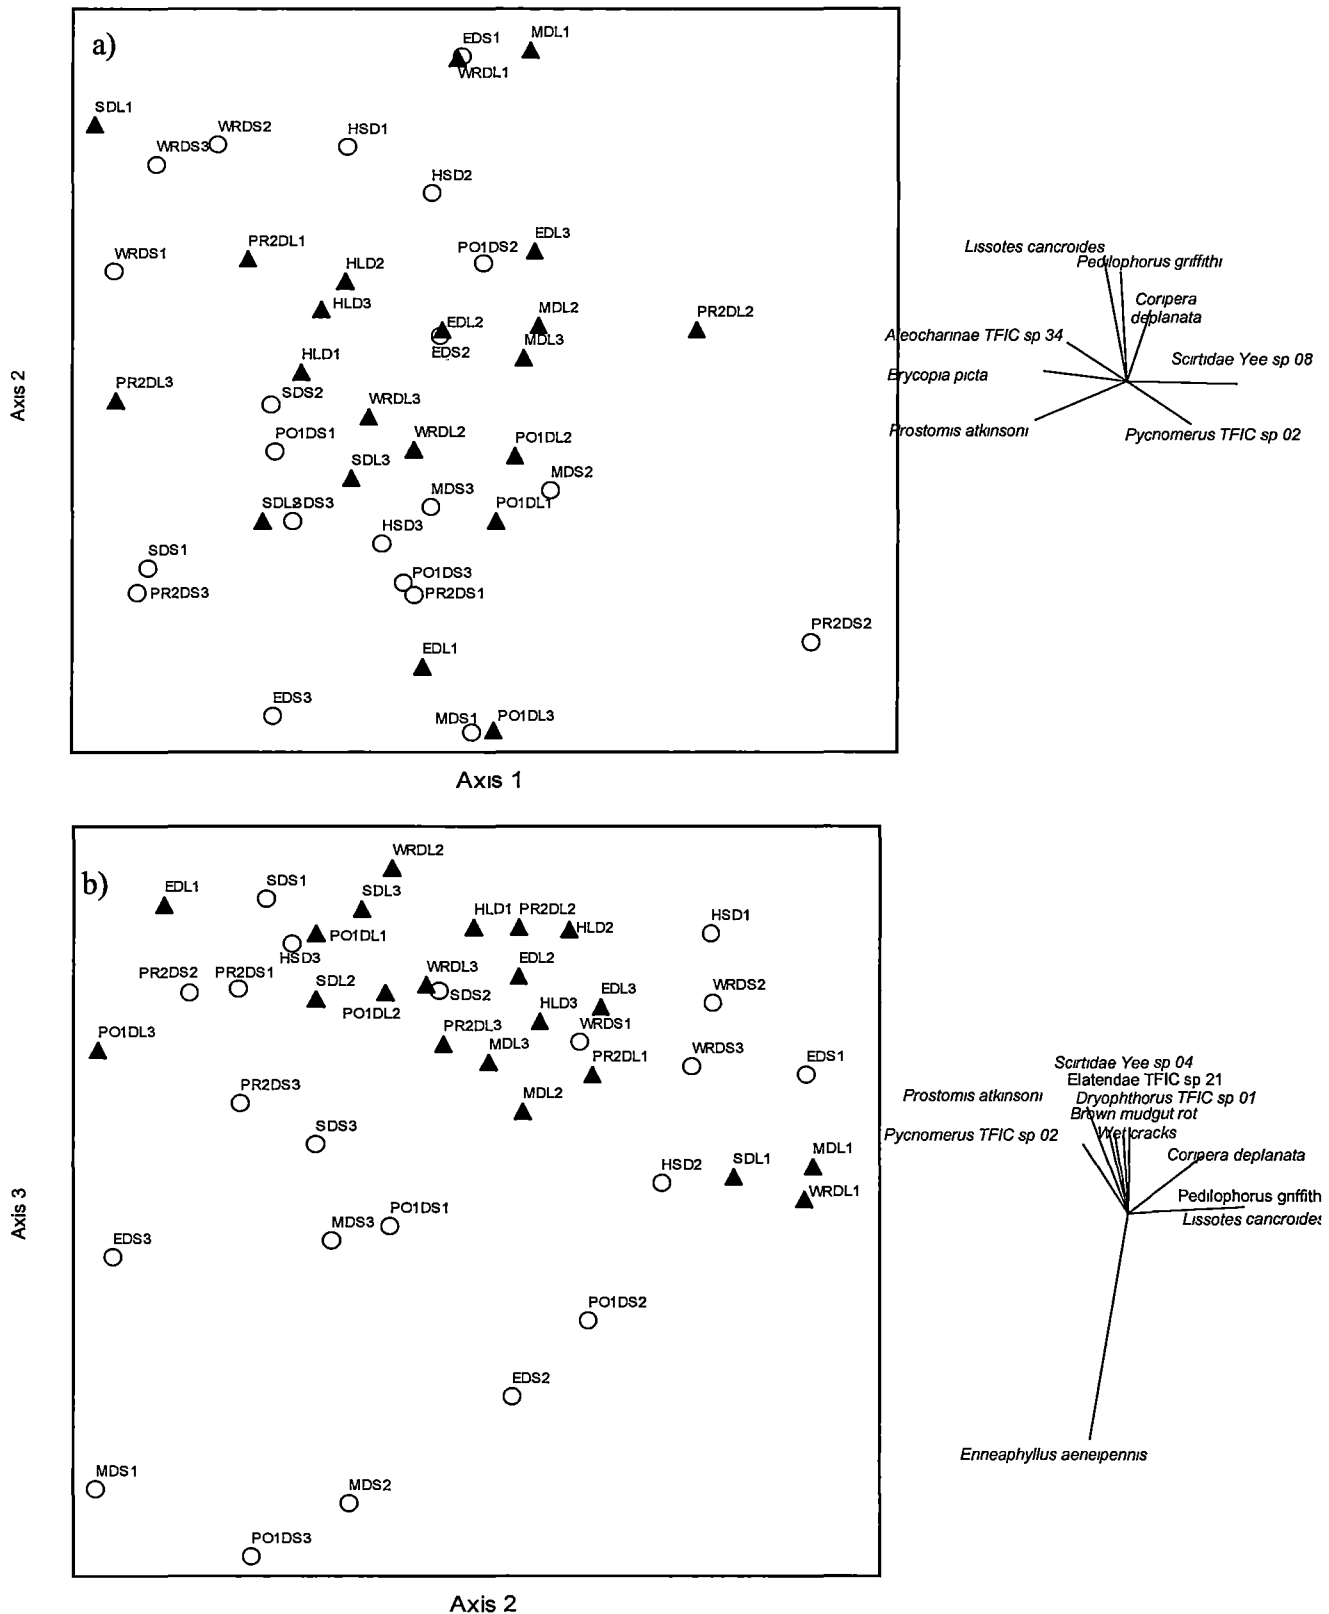 a)
EDS1
MDL1
WRDL1
SDL1
WRDS2
WRDS3
HSD1
HSD2
WRDS1
PR2DL1
HLD2
HLD3
PO1DS2
EDL3
EDL2
EDS2
MDL2
MDL3
PR2DL2
HLD1
PR2DL3
SDS2
WRDL3
PO1DS1
WRDL2
PO1DL2
SDL3
MDS2
MDS3
PO1DL1
SDL2
SDS3
HSD3
SDS1
PR2DS3
PO1DS3
PR2DS1
PR2DS2
EDL1
EDS3
MDS1
PO1DL3
Axis 2
Axis 1
Lissotes cancroides
Pedilophorus griffithi
Coripera
deplanata
Aleocharinae TFIC sp 34
Scirtidae Yee sp 08
Brycopia picta
Prostomis atkinsoni
Pycnomerus TFIC sp 02
b)
WRDL2
EDL1
SDS1
SDL3
HLD1
PR2DL2
HLD2
HSD1
PO1DL1
HSD3
PR2DS2
PR2DS1
SDL2
WRDL3
EDL2
SDS2
PO1DL2
EDL3
WRDS2
HLD3
PO1DL3
PR2DL3
WRDS1
MDL3
PR2DL1
WRDS3
EDS1
PR2DS3
MDL2
SDS3
HSD2
SDL1
MDL1
WRDL1
PO1DS1
MDS3
EDS3
PO1DS2
EDS2
MDS1
MDS2
PO1DS3
Axis 3
Axis 2
Scirtidae Yee sp 04
Elatendae TFIC sp 21
Prostomis atkinsoni
Dryophthorus TFIC sp 01
Brown mudgut rot
Pycnomerus TFIC sp 02
Wet cracks
Coripera deplanata
Pedilophorus griffith
Lissotes cancroides
Enneaphyllus aeneipennis